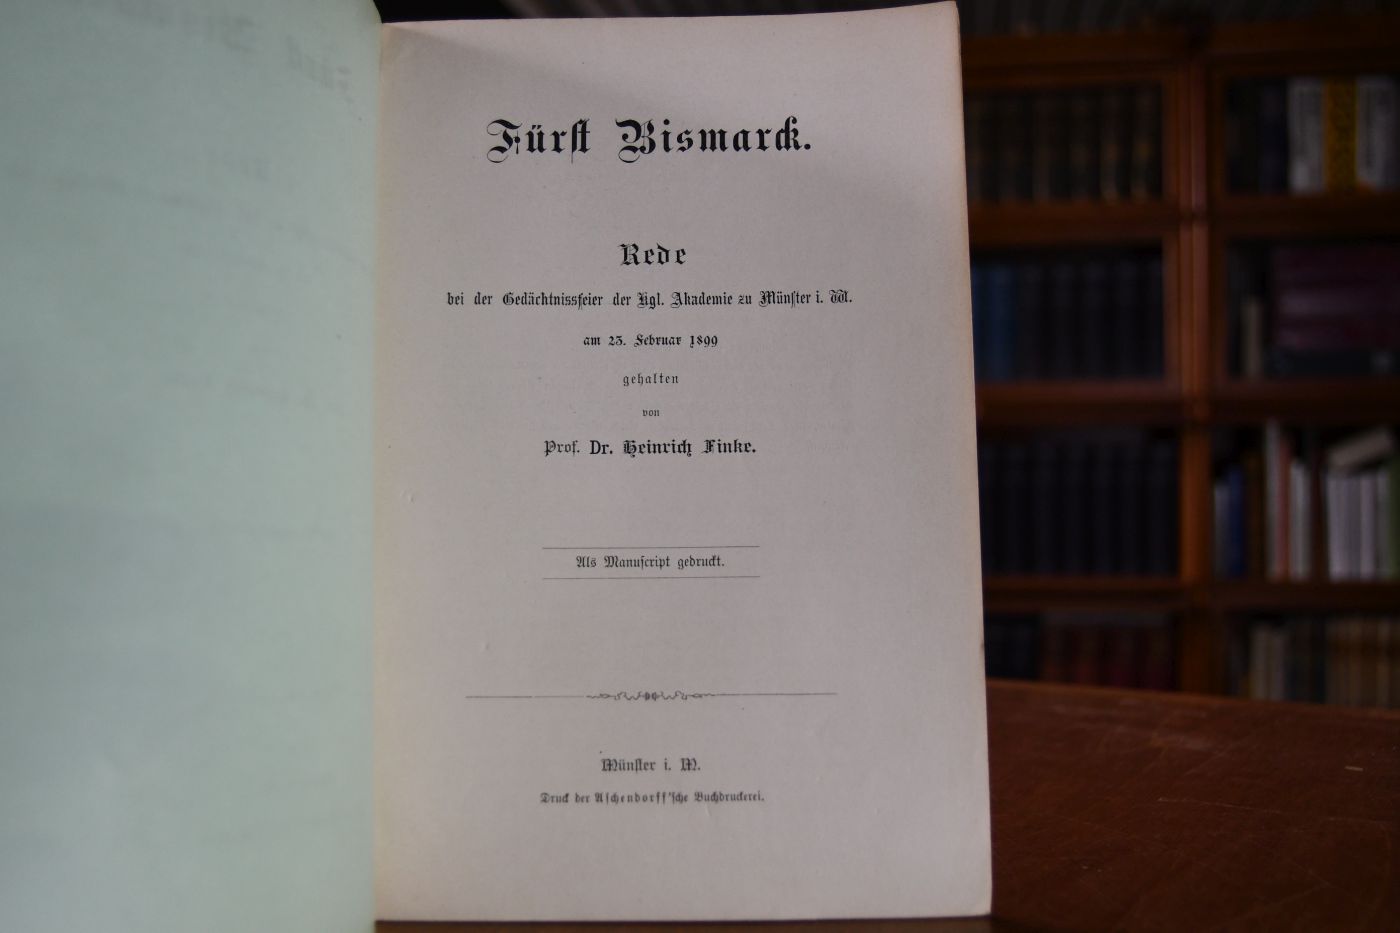 Fürst Bismarck.
Rede
bei der Gedächtnissfeier der Kgl. Akademie zu Münster i. W.
am 23. Februar 1899
gehalten
von
Prof. Dr. Heinrich Finke.
Als Manuscript gedruckt.
Münster i. W.
Druck der Aschendorff'sche Buchdruckerei.